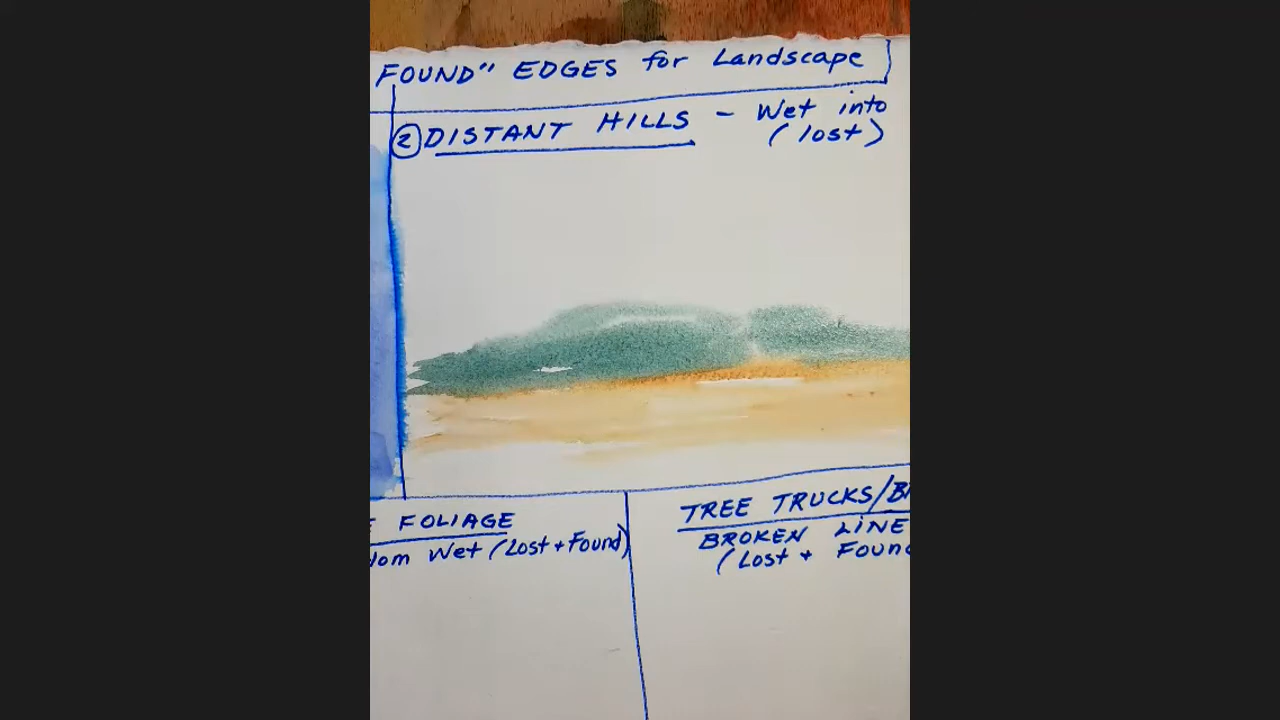 FOUND" EDGES for Landscape
② DISTANT HILLS - Wet into
(lost)
FOLIAGE
Wet (Lost + Found)
TREE TRUCKS/
BROKEN LINE
(Lost +